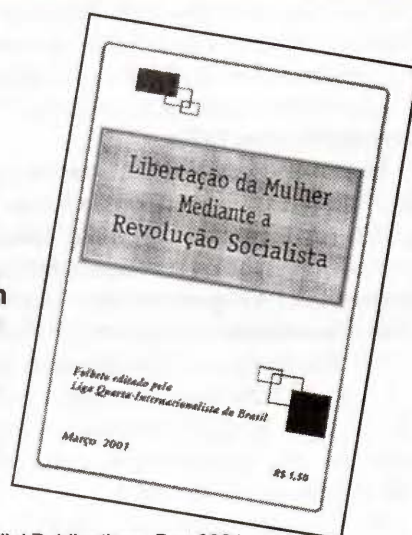 Libertação da Mulher
Mediante a
Revolução Socialista
n
Folheto editado pela
Liga Quarta-Internacionalista do Brasil
Março 2001
R$ 1,50